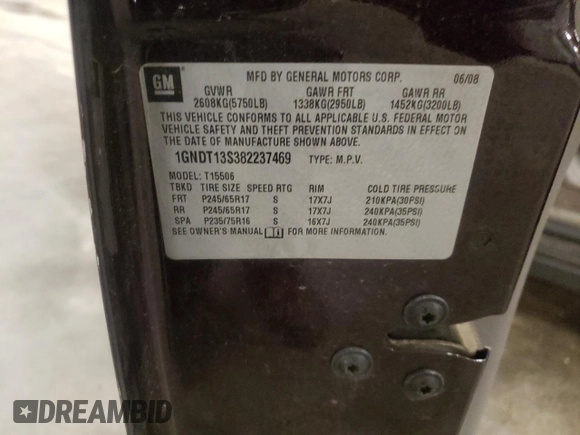 GM
MFD BY GENERAL MOTORS CORP. 06/08
GVWR GAWR FRT GAWR RR
2608KG(5750LB) 1338KG(2950LB) 1452KG(3200LB)
THIS VEHICLE CONFORMS TO ALL APPLICABLE U.S. FEDERAL MOTOR
VEHICLE SAFETY AND THEFT PREVENTION STANDARDS IN EFFECT ON
THE DATE OF MANUFACTURE SHOWN ABOVE.
1GNDT13S382237469 TYPE: M.P.V.
MODEL: T15506
TBKD TIRE SIZE SPEED RTG RIM COLD TIRE PRESSURE
FRT P245/65R17 S 17X7J 210KPA(30PSI)
RR P245/65R17 S 17X7J 240KPA(35PSI)
SPA P235/75R16 S 16X7J 240KPA(35PSI)
SEE OWNER'S MANUAL FOR MORE INFORMATION.
DREAMBID